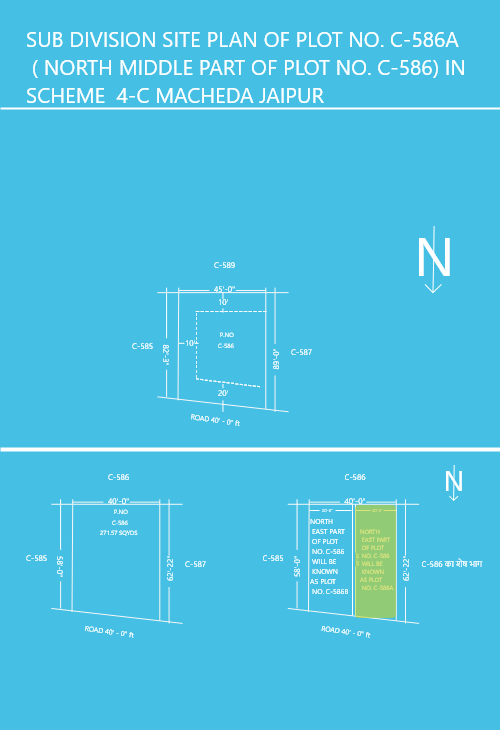 SUB DIVISION SITE PLAN OF PLOT NO. C-586A
( NORTH MIDDLE PART OF PLOT NO. C-586) IN
SCHEME 4-C MACHEDA JAIPUR
N
C-589
45'-0"
10'
P.NO
C-586
C-585
82'-3"
10'
89'-0'
C-587
20'
ROAD 40' - 0" ft
C-586
40'-0"
P.NO
C-586
271.57 SQYDS
C-585
58'-0"
62'-22"
C-587
ROAD 40' - 0" ft
N
C-586
40'-0"
NORTH
EAST PART
OF PLOT
NO. C-586
WILL BE
KNOWN
AS PLOT
NO. C-586B
NORTH
EAST PART
OF PLOT
NO. C-586
WILL BE
KNOWN
AS PLOT
NO. C-586A
C-585
58'-0"
62'-22"
C-586 का शेष भाग
ROAD 40' - 0" ft